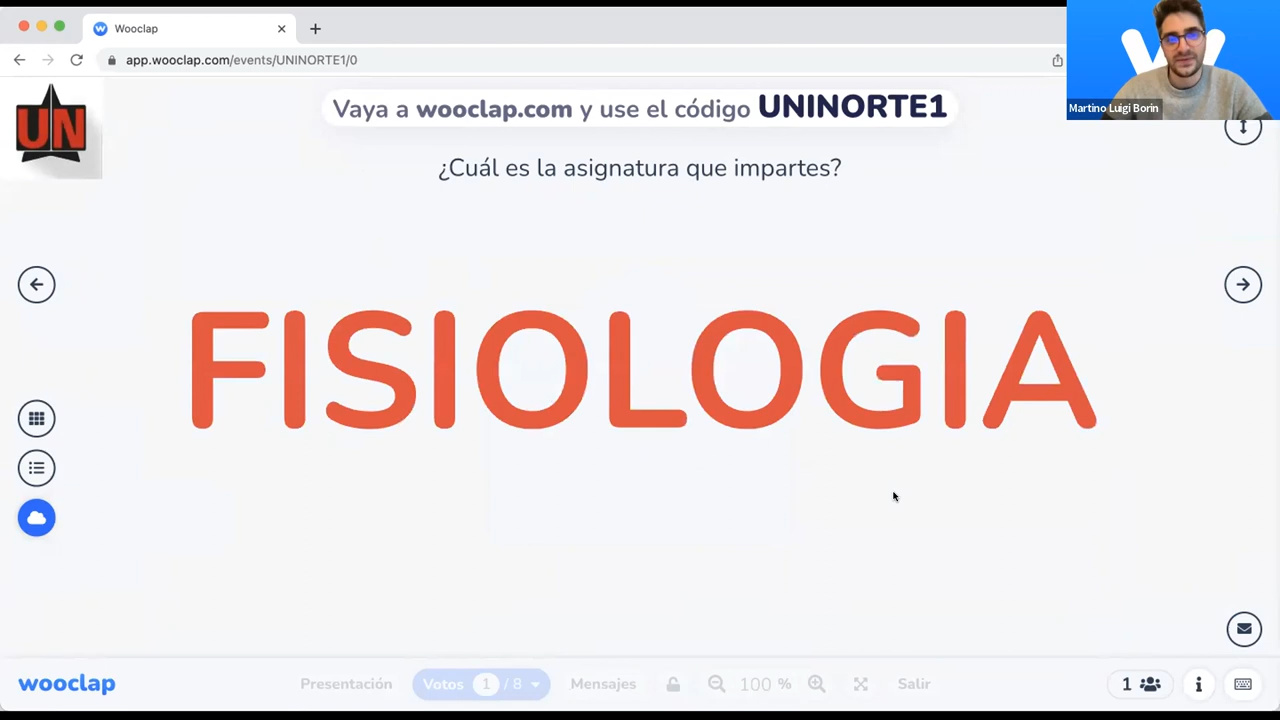 Wooclap
app.wooclap.com/events/UNINORTE1/0
Martino Luigi Borin
UN
Vaya a wooclap.com y use el código UNINORTE1
¿Cuál es la asignatura que impartes?
FISIOLOGIA
wooclap
Presentación
Votos 1 / 8
Mensajes
100 %
Salir
1